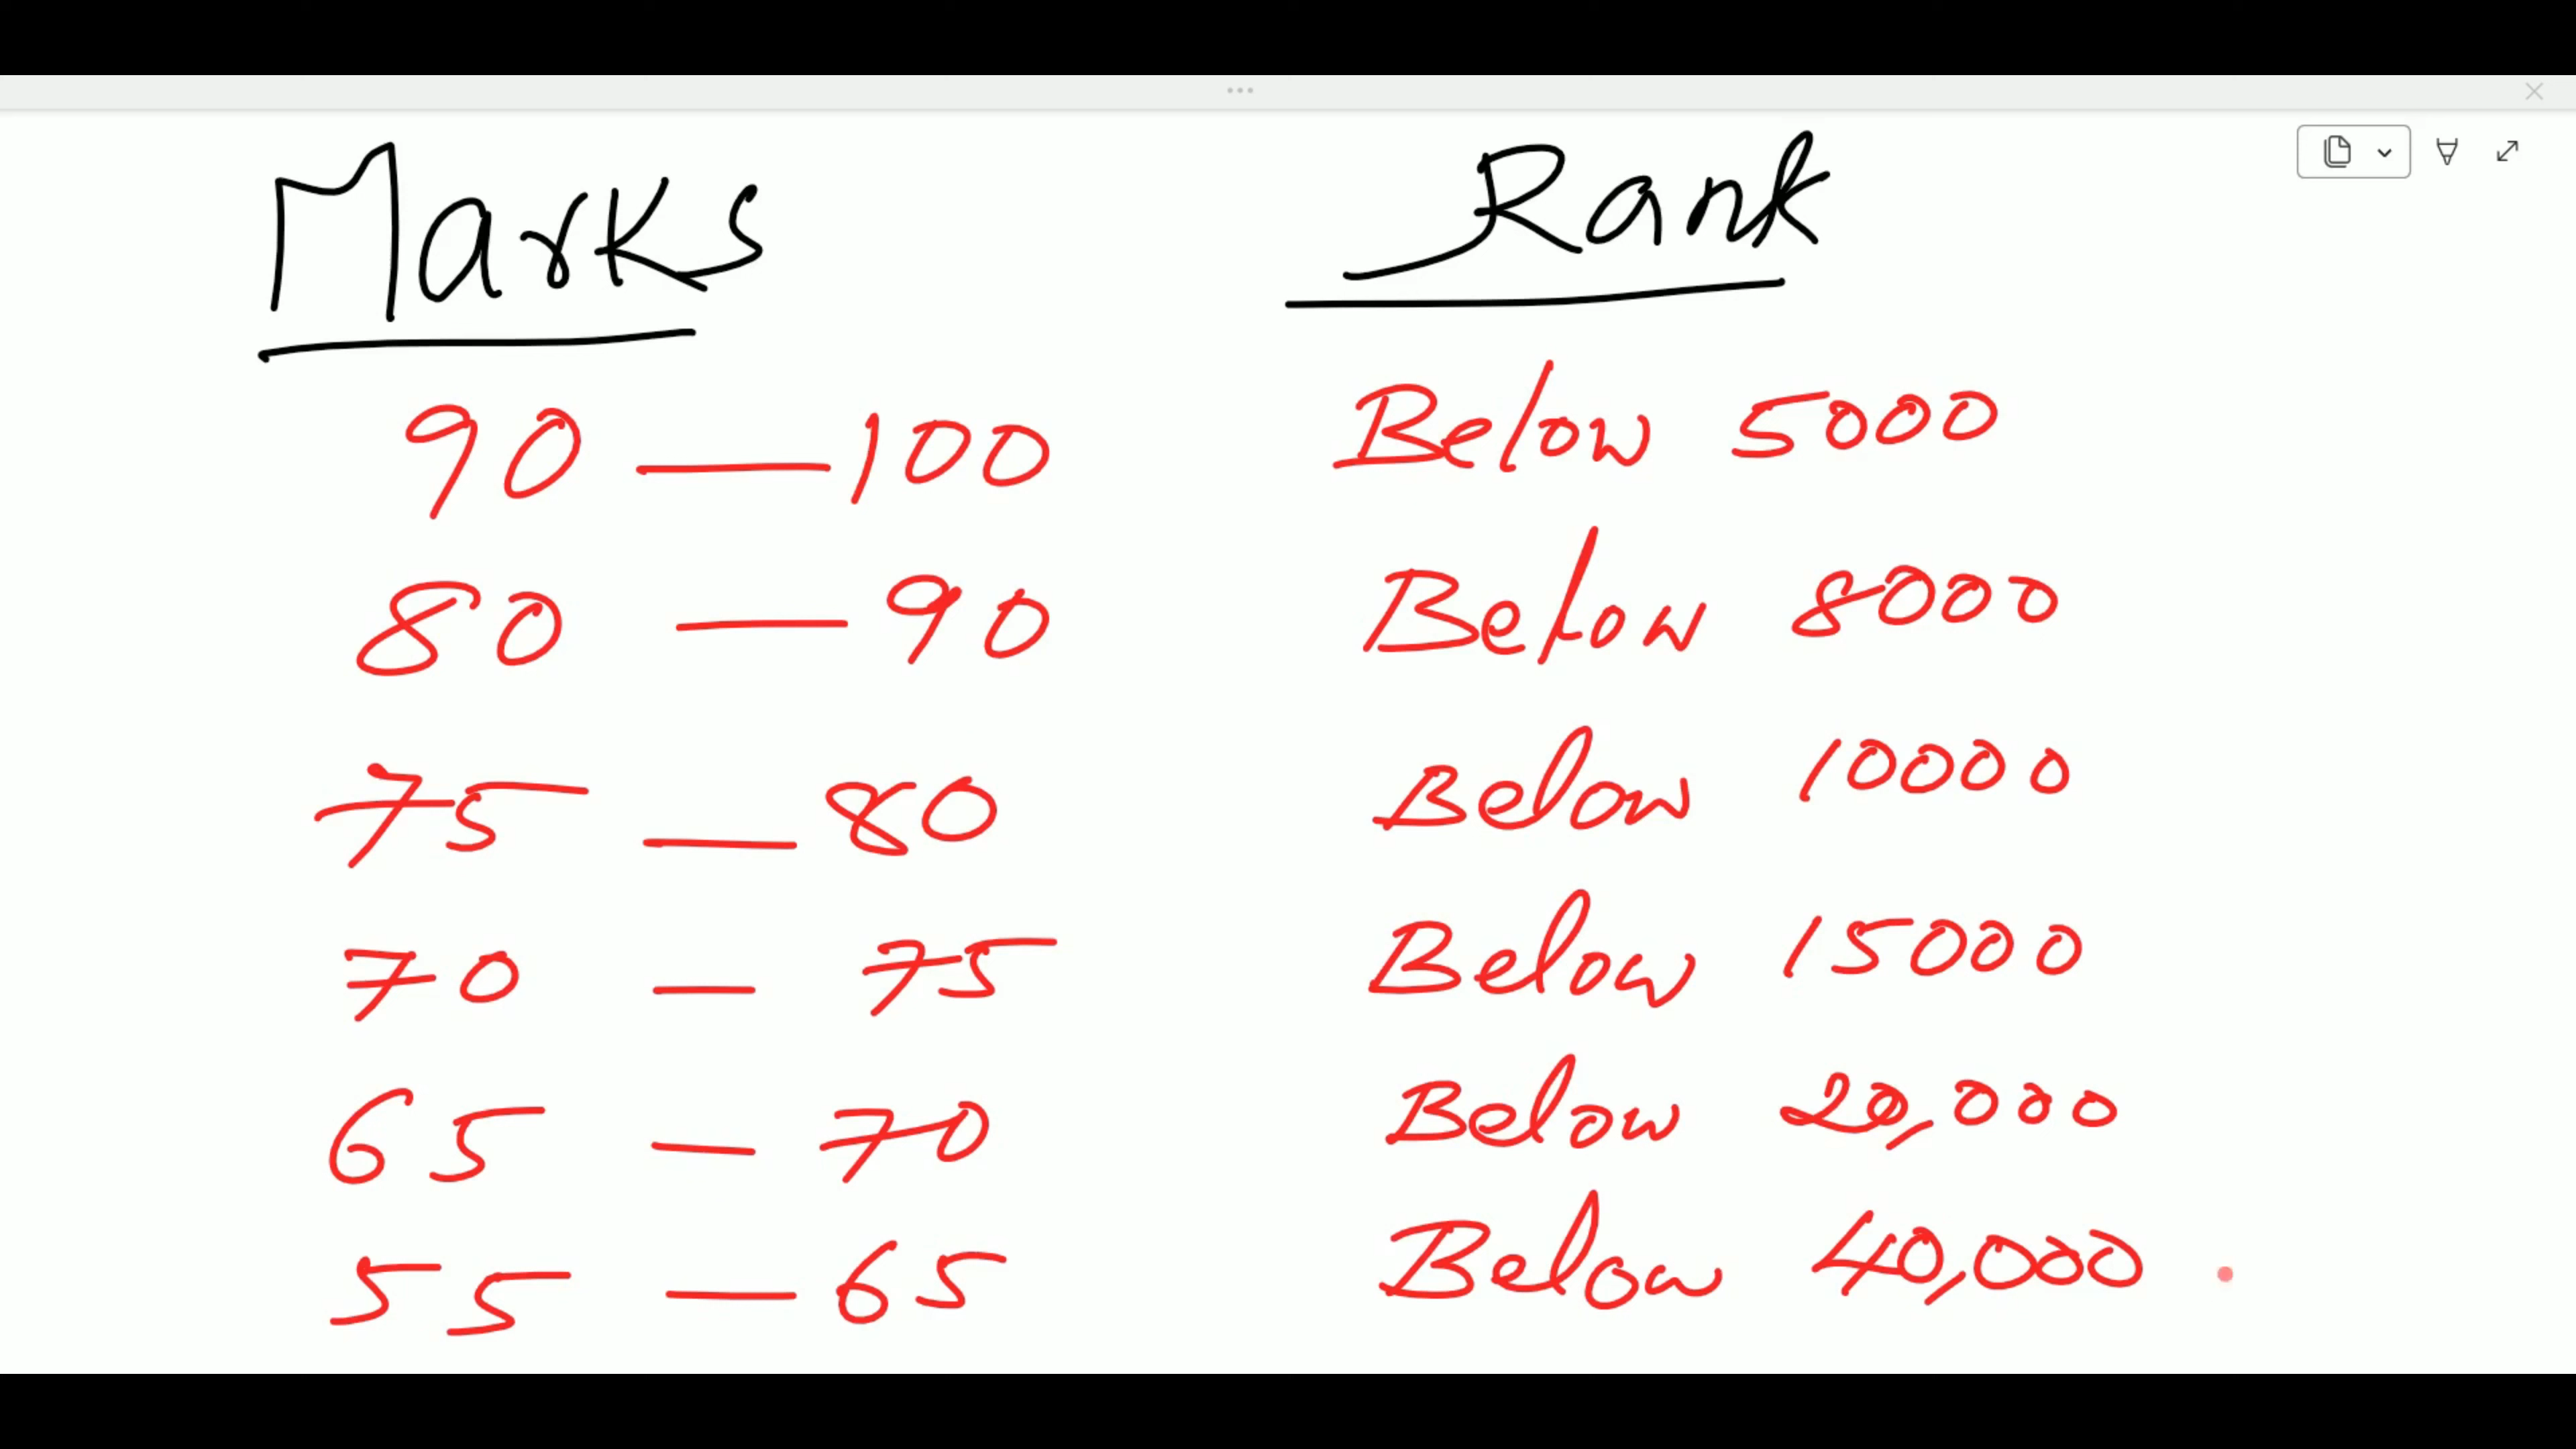 Marks Rank
90 — 100 Below 5000
80 — 90 Below 8000
75 — 80 Below 10000
70 — 75 Below 15000
65 — 70 Below 20,000
55 — 65 Below 40,000